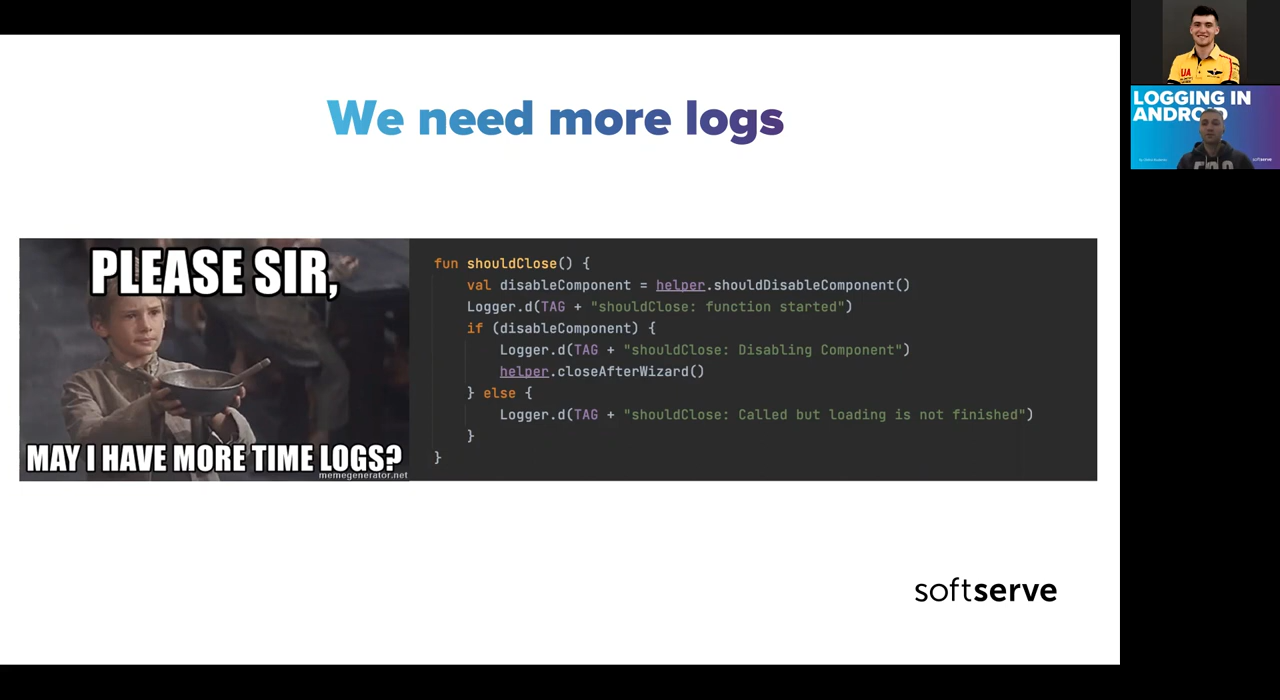 We need more logs
PLEASE SIR,
MAY I HAVE MORE TIME LOGS?
memegenerator.net
fun shouldClose() {
val disableComponent = helper.shouldDisableComponent()
Logger.d(TAG + "shouldClose: function started")
if (disableComponent) {
Logger.d(TAG + "shouldClose: Disabling Component")
helper.closeAfterWizard()
} else {
Logger.d(TAG + "shouldClose: Called but loading is not finished")
}
}
softserve
UA
LOGGING IN
ANDROID
softserve